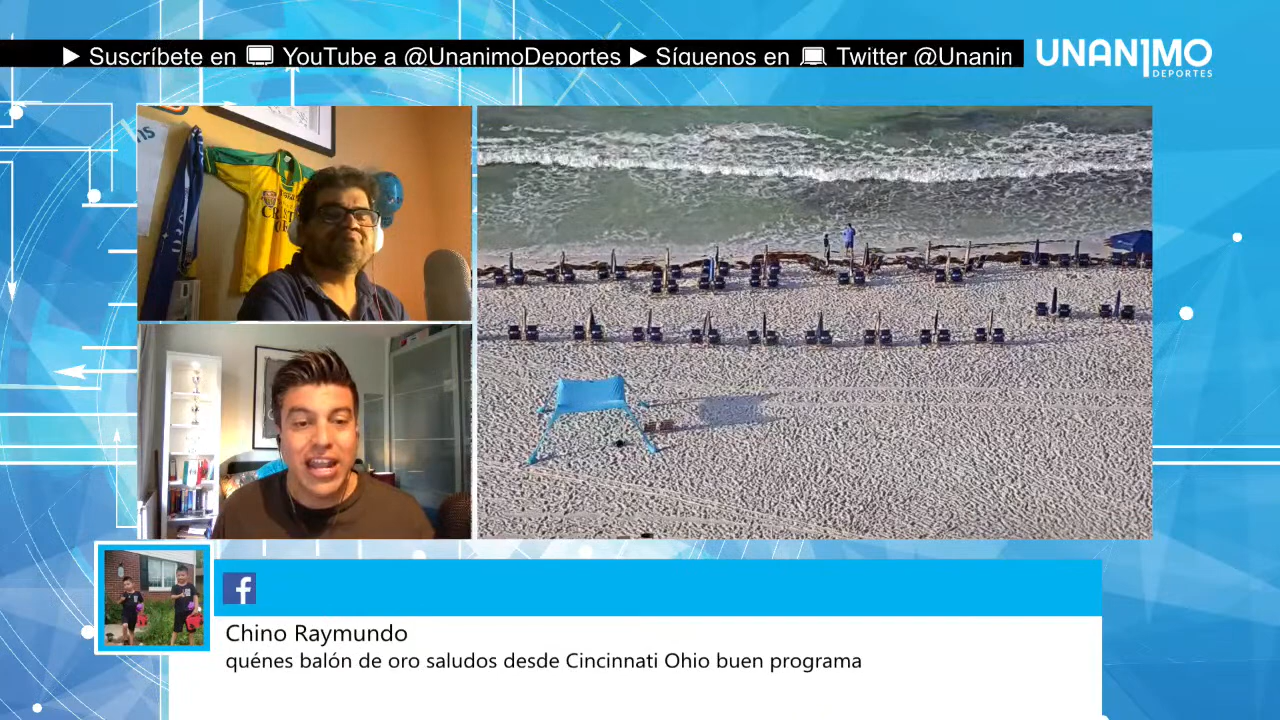 ▶ Suscríbete en YouTube a @UnanimoDeportes ▶ Síguenos en Twitter @Unanin
UNANIMO
DEPORTES
Chino Raymundo
quénes balón de oro saludos desde Cincinnati Ohio buen programa